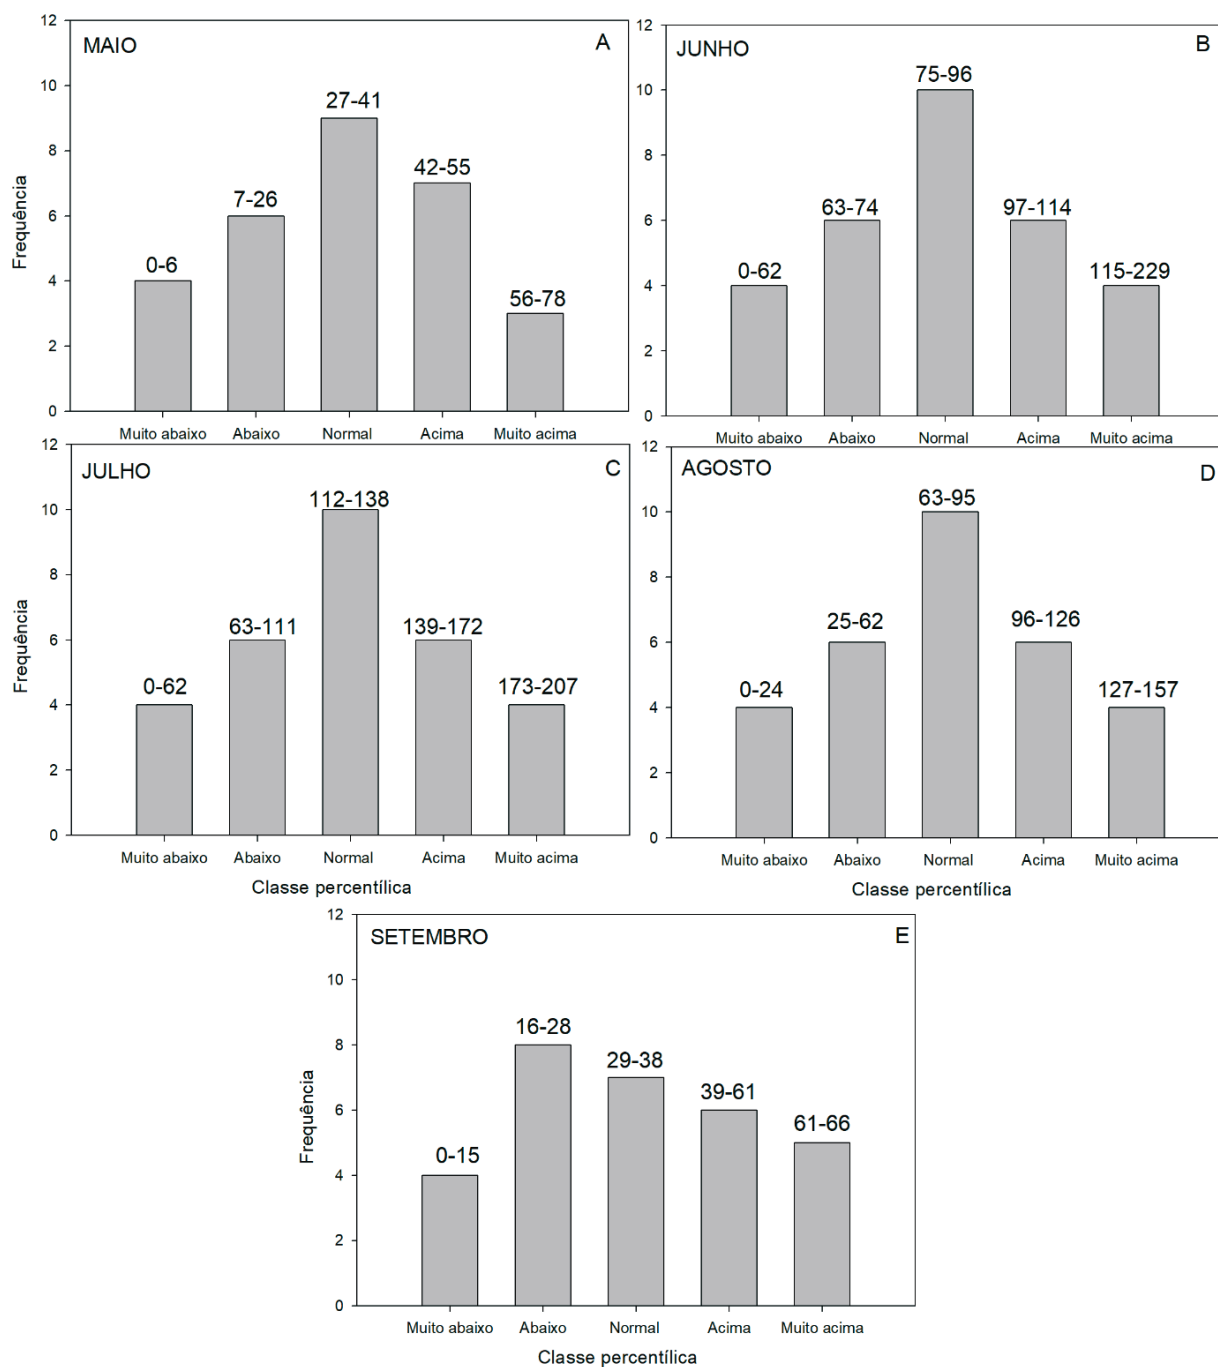 MAIO
A
Frequência
12
10
8
6
4
2
0
0-6
7-26
27-41
42-55
56-78
Muito abaixo Abaixo Normal Acima Muito acima
JUNHO
B
12
10
8
6
4
2
0
0-62
63-74
75-96
97-114
115-229
Muito abaixo Abaixo Normal Acima Muito acima
JULHO
C
Frequência
12
10
8
6
4
2
0
0-62
63-111
112-138
139-172
173-207
Muito abaixo Abaixo Normal Acima Muito acima
Classe percentílica
AGOSTO
D
12
10
8
6
4
2
0
0-24
25-62
63-95
96-126
127-157
Muito abaixo Abaixo Normal Acima Muito acima
Classe percentílica
SETEMBRO
E
Frequência
12
10
8
6
4
2
0
0-15
16-28
29-38
39-61
61-66
Muito abaixo Abaixo Normal Acima Muito acima
Classe percentílica